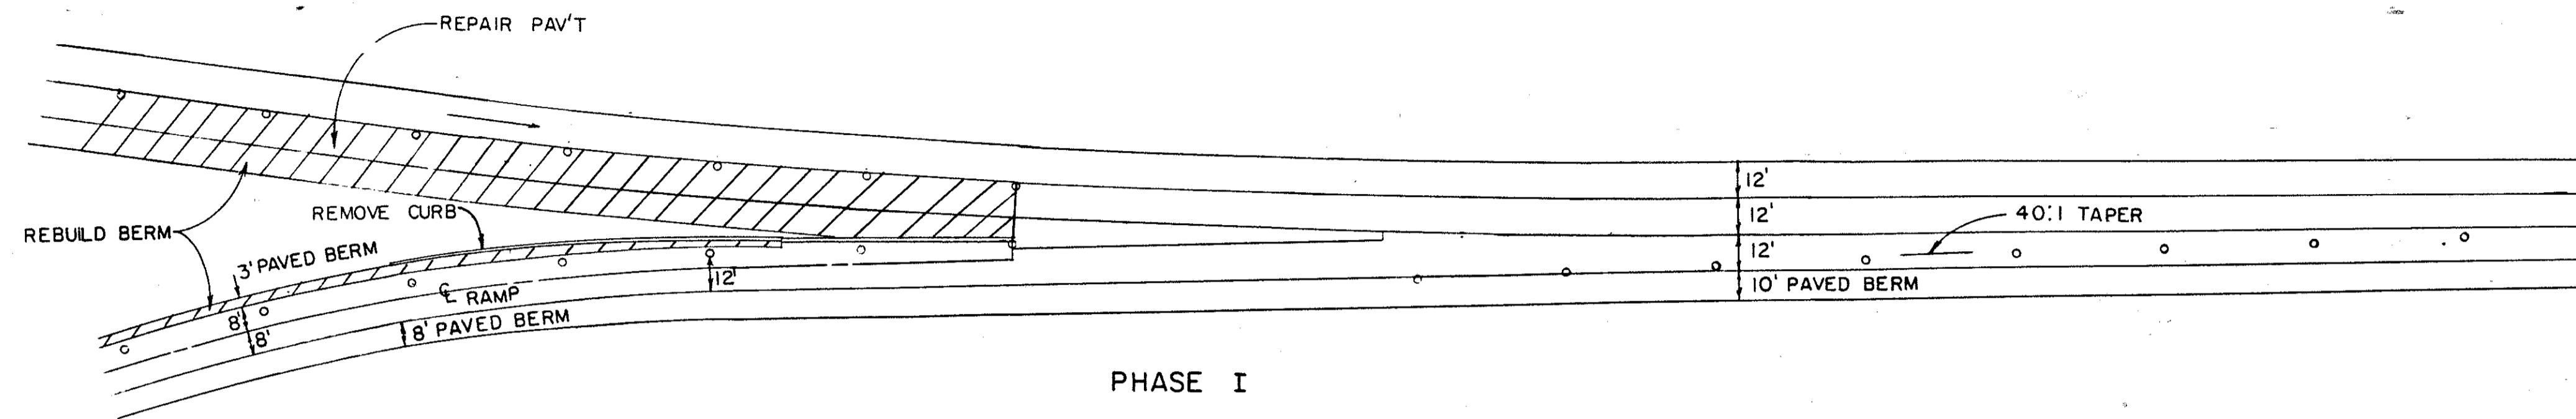 REPAIR PAV'T
REMOVE CURB
REBUILD BERM
3' PAVED BERM
8'
8'
℄ RAMP
8' PAVED BERM
12'
12'
12'
12'
10' PAVED BERM
40:1 TAPER
PHASE I